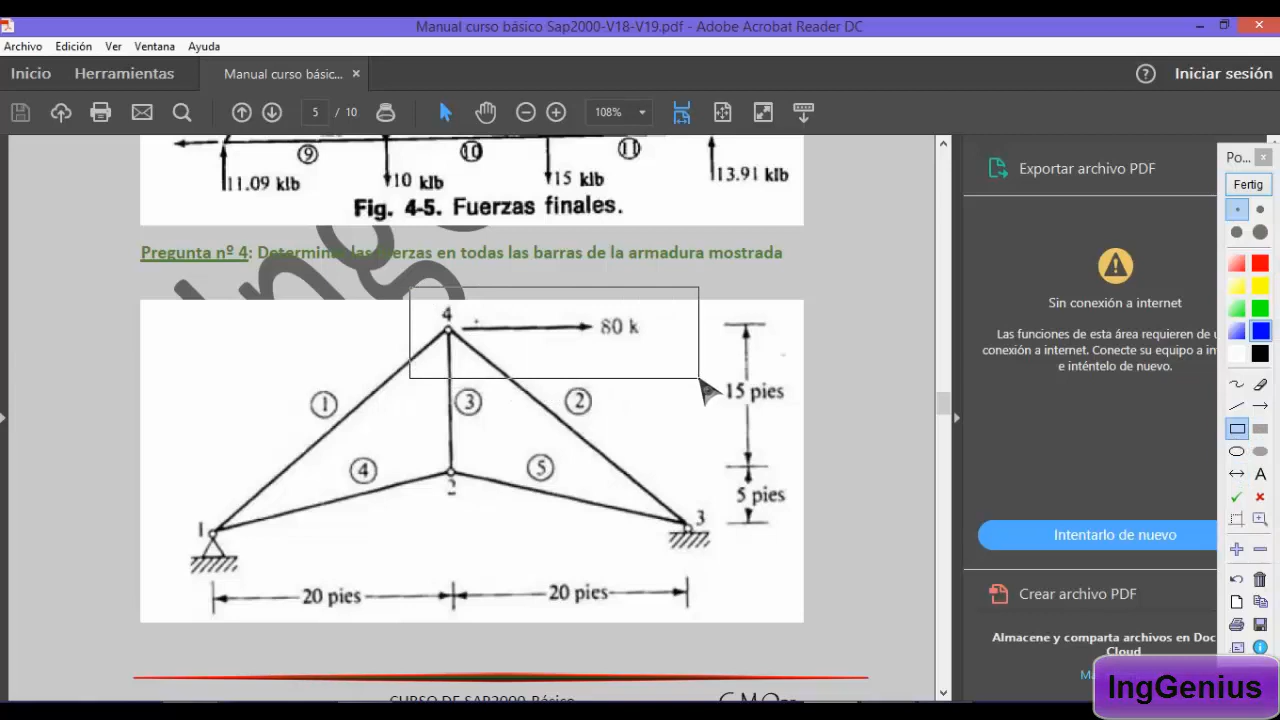 Manual curso básico Sap2000-V18-V19.pdf - Adobe Acrobat Reader DC
Archivo Edición Ver Ventana Ayuda
Inicio Herramientas Manual curso básic... × ? Iniciar sesión
5 / 10 108%
9 10 11
11.09 klb 10 klb 15 klb 13.91 klb
Fig. 4-5. Fuerzas finales.
Pregunta nº 4: Determinar las fuerzas en todas las barras de la armadura mostrada
4 80 k
15 pies
1 3 2
4 5
2
5 pies
1 3
20 pies 20 pies
CURSO DE SAP2000-Básico
Exportar archivo PDF
Sin conexión a internet
Las funciones de esta área requieren de u
conexión a internet. Conecte su equipo a in
e inténtelo de nuevo.
Intentarlo de nuevo
Crear archivo PDF
Almacene y comparta archivos en Doc
Cloud
Po... ×
Fertig
A
IngGenius